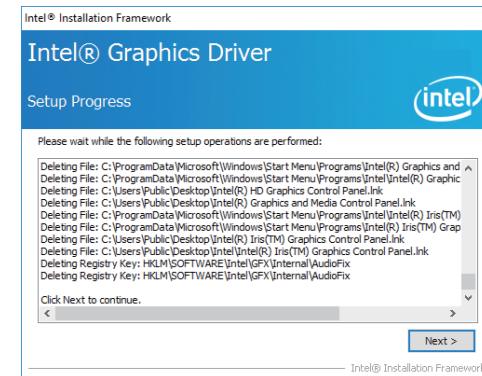 Intel® Installation Framework
Intel® Graphics Driver
Setup Progress
intel
Please wait while the following setup operations are performed:
Deleting File: C:\ProgramData\Microsoft\Windows\Start Menu\Programs\Intel(R) Graphics and
Deleting File: C:\ProgramData\Microsoft\Windows\Start Menu\Programs\Intel\Intel(R) Graphic
Deleting File: C:\Users\Public\Desktop\Intel(R) HD Graphics Control Panel.lnk
Deleting File: C:\Users\Public\Desktop\Intel(R) Graphics and Media Control Panel.lnk
Deleting File: C:\ProgramData\Microsoft\Windows\Start Menu\Programs\Intel\Intel(R) Iris(TM)
Deleting File: C:\ProgramData\Microsoft\Windows\Start Menu\Programs\Intel(R) Iris(TM) Grap
Deleting File: C:\Users\Public\Desktop\Intel(R) Iris(TM) Graphics Control Panel.lnk
Deleting File: C:\Users\Public\Desktop\Intel\Intel(R) Iris(TM) Graphics Control Panel.lnk
Deleting Registry Key: HKLM\SOFTWARE\Intel\GFX\Internal\AudioFix
Deleting Registry Key: HKLM\SOFTWARE\Intel\GFX\Internal\AudioFix
Click Next to continue.
Next >
Intel® Installation Framework